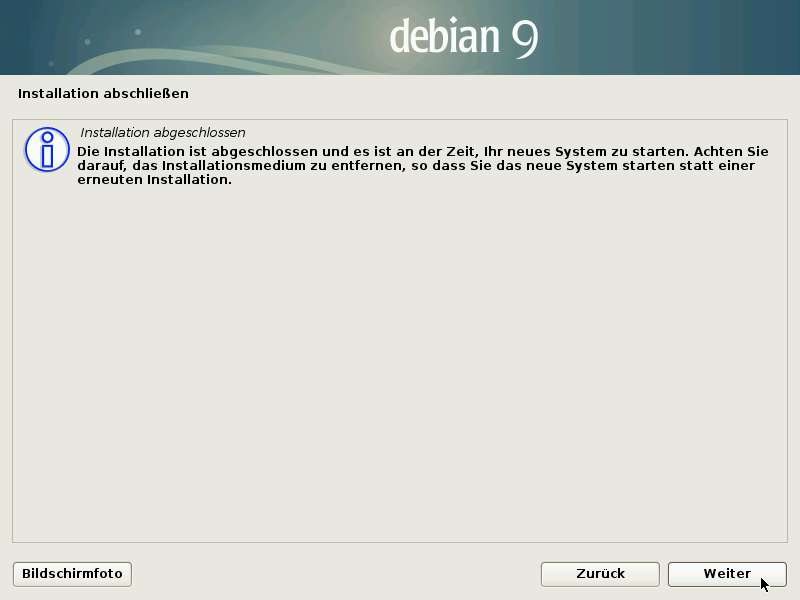 debian 9
Installation abschließen
Installation abgeschlossen
Die Installation ist abgeschlossen und es ist an der Zeit, Ihr neues System zu starten. Achten Sie
darauf, das Installationsmedium zu entfernen, so dass Sie das neue System starten statt einer
erneuten Installation.
Bildschirmfoto
Zurück
Weiter